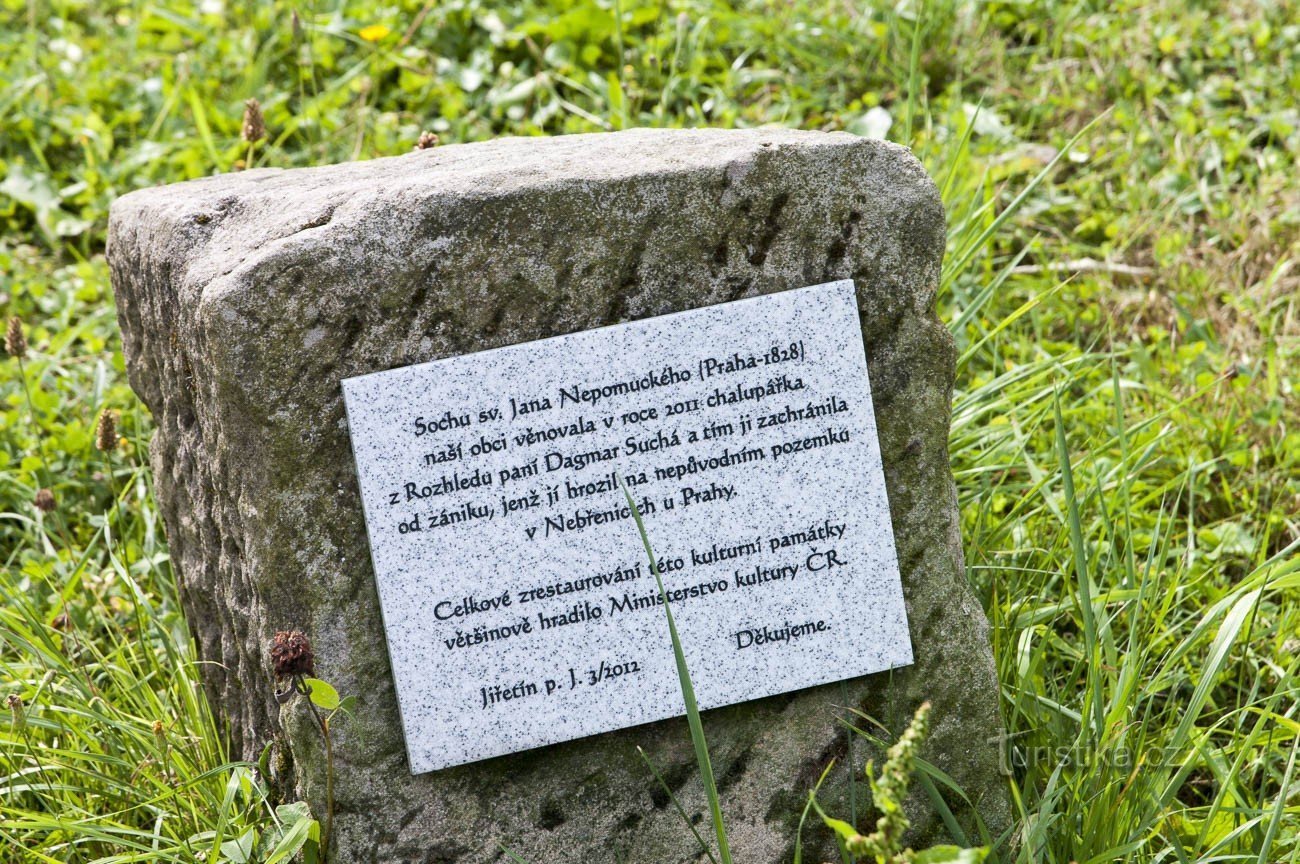 Sochu sv. Jana Nepomuckého (Praha-1828)
naší obci věnovala v roce 2011 chalupářka
z Rozhledu paní Dagmar Suchá a tím ji zachránila
od zániku, jenž jí hrozil na nepůvodním pozemku
v Nebřenicích u Prahy.
Celkové zrestaurování této kulturní památky
většinově hradilo Ministerstvo kultury ČR.
Děkujeme.
Jiřetín p. J. 3/2012
Turistika.cz